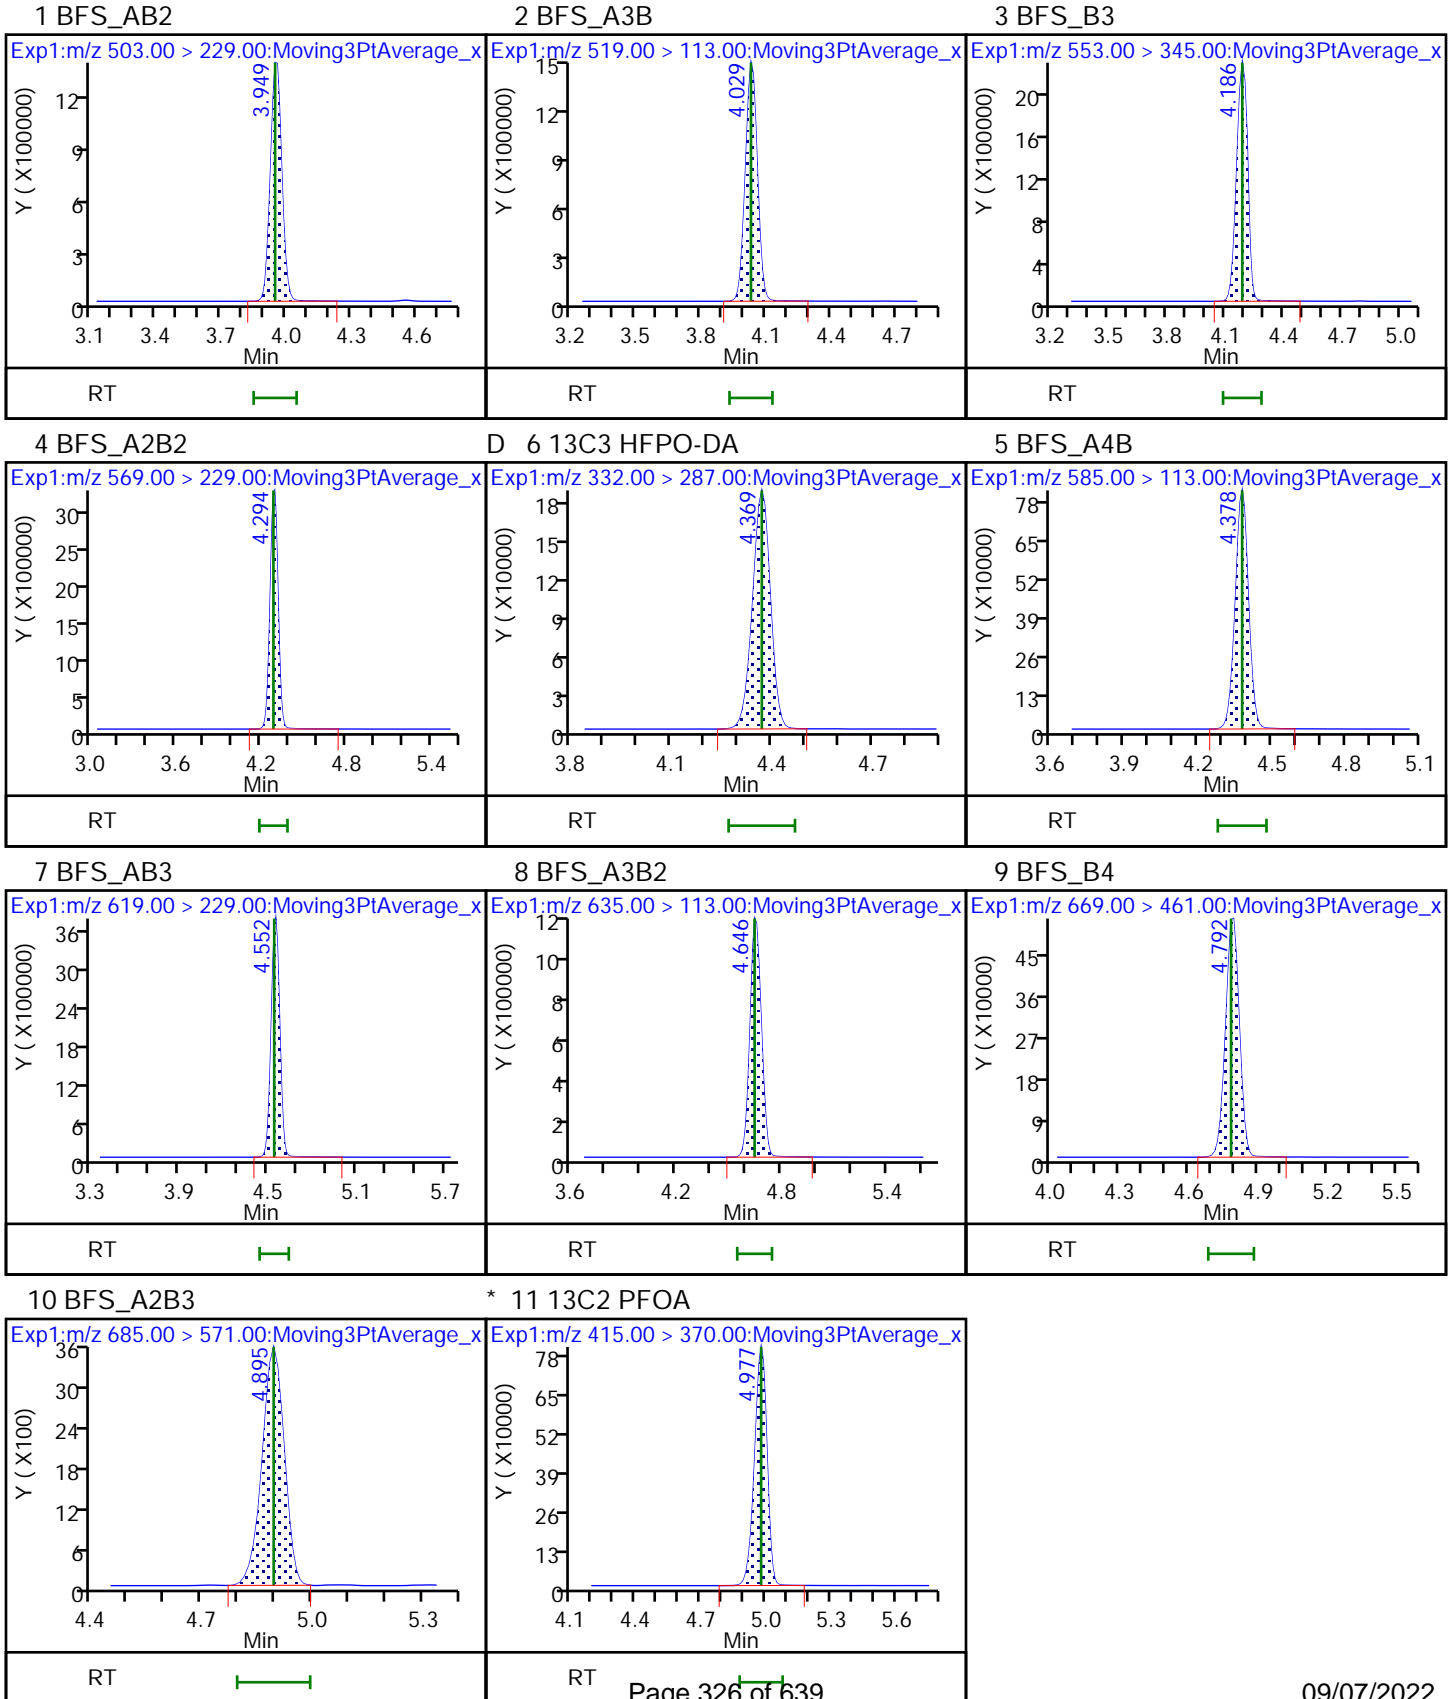 1 BFS_AB2
2 BFS_A3B
3 BFS_B3
Exp1:m/z 503.00 > 229.00:Moving3PtAverage_x
Exp1:m/z 519.00 > 113.00:Moving3PtAverage_x
Exp1:m/z 553.00 > 345.00:Moving3PtAverage_x
Y ( X100000)
12
9
6
3
0
3.949
3.1 3.4 3.7 4.0 4.3 4.6
Min
RT
Y ( X100000)
15
12
9
6
3
0
4.029
3.2 3.5 3.8 4.1 4.4 4.7
Min
RT
Y ( X100000)
20
16
12
8
4
0
4.186
3.2 3.5 3.8 4.1 4.4 4.7 5.0
Min
RT
4 BFS_A2B2
D 6 13C3 HFPO-DA
5 BFS_A4B
Exp1:m/z 569.00 > 229.00:Moving3PtAverage_x
Exp1:m/z 332.00 > 287.00:Moving3PtAverage_x
Exp1:m/z 585.00 > 113.00:Moving3PtAverage_x
Y ( X100000)
30
25
20
15
10
5
0
4.294
3.0 3.6 4.2 4.8 5.4
Min
RT
Y ( X10000)
18
15
12
9
6
3
0
4.369
3.8 4.1 4.4 4.7
Min
RT
Y ( X10000)
78
65
52
39
26
13
0
4.378
3.6 3.9 4.2 4.5 4.8 5.1
Min
RT
7 BFS_AB3
8 BFS_A3B2
9 BFS_B4
Exp1:m/z 619.00 > 229.00:Moving3PtAverage_x
Exp1:m/z 635.00 > 113.00:Moving3PtAverage_x
Exp1:m/z 669.00 > 461.00:Moving3PtAverage_x
Y ( X100000)
36
30
24
18
12
6
0
4.552
3.3 3.9 4.5 5.1 5.7
Min
RT
Y ( X100000)
12
10
8
6
4
2
0
4.646
3.6 4.2 4.8 5.4
Min
RT
Y ( X10000)
45
36
27
18
9
0
4.792
4.0 4.3 4.6 4.9 5.2 5.5
Min
RT
10 BFS_A2B3
* 11 13C2 PFOA
Exp1:m/z 685.00 > 571.00:Moving3PtAverage_x
Exp1:m/z 415.00 > 370.00:Moving3PtAverage_x
Y ( X100)
36
30
24
18
12
6
0
4.895
4.4 4.7 5.0 5.3
Min
RT
Y ( X10000)
78
65
52
39
26
13
0
4.977
4.1 4.4 4.7 5.0 5.3 5.6
Min
RT
Page 326 of 639
09/07/2022